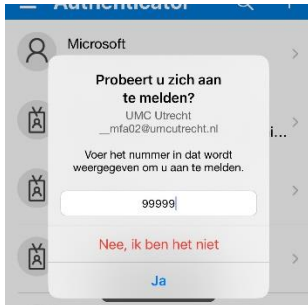 Authenticator
Microsoft
Probeert u zich aan
te melden?
UMC Utrecht
__mfa02@umcutrecht.nl
i...
Voer het nummer in dat wordt
weergegeven om u aan te melden.
99999
Nee, ik ben het niet
Ja